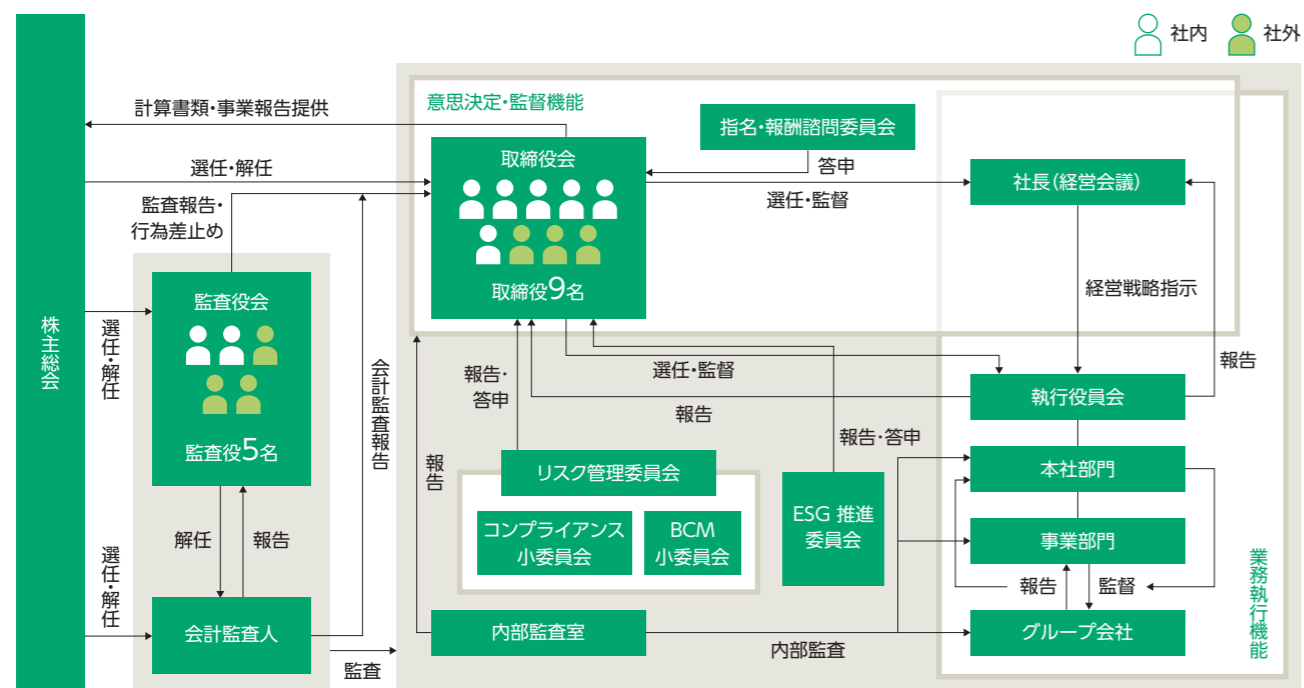 社内
社外
計算書類・事業報告提供
意思決定・監督機能
指名・報酬諮問委員会
取締役会
答申
選任・解任
選任・監督
社長（経営会議）
監査報告・
行為差止め
取締役9名
経営戦略指示
監査役会
選任・解任
株主総会
会計監査報告
報告・
答申
選任・監督
報告
報告
執行役員会
監査役5名
報告
報告・答申
リスク管理委員会
本社部門
コンプライアンス
小委員会
BCM
小委員会
ESG 推進
委員会
事業部門
解任
報告
選任・解任
報告
監督
業務執行機能
会計監査人
内部監査室
内部監査
グループ会社
監査